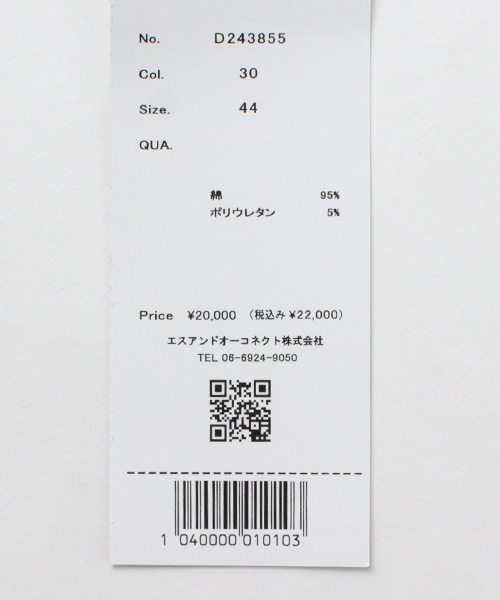 No. D243855
Col. 30
Size. 44
QUA.
綿 95%
ポリウレタン 5%
Price ¥20,000 （税込み ¥22,000）
エスアンドオーコネクト株式会社
TEL 06-6924-9050
1 040000 010103